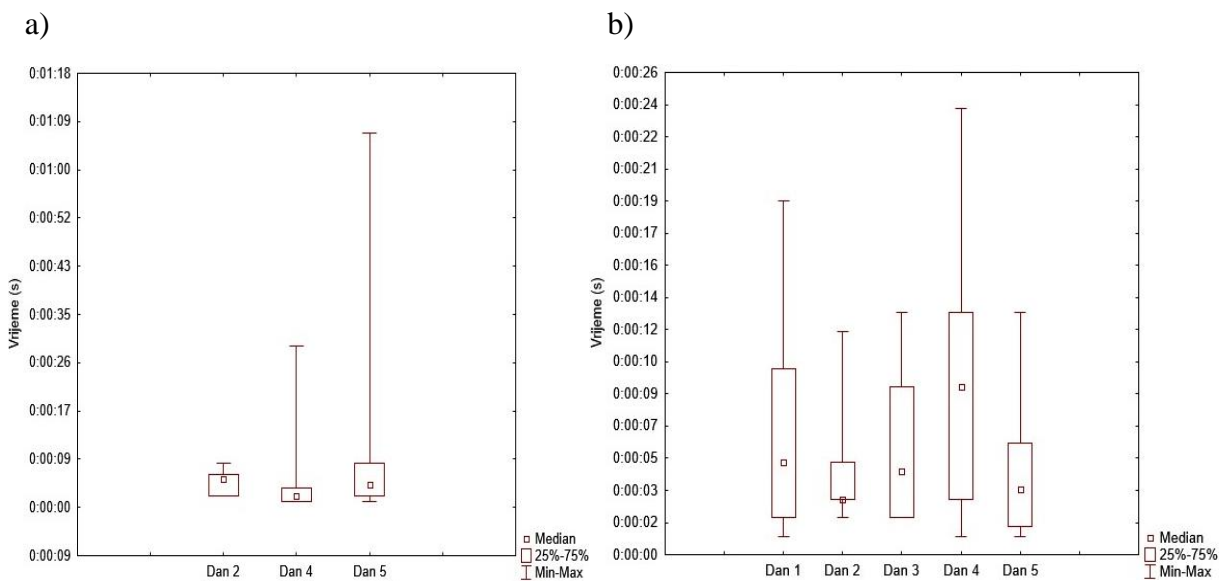 a)
0:01:18
0:01:09
0:01:00
0:00:52
0:00:43
0:00:35
0:00:26
0:00:17
0:00:09
0:00:00
0:00:09
Vrijeme (s)
Dan 2 Dan 4 Dan 5
Median
25%-75%
Min-Max
b)
0:00:26
0:00:24
0:00:22
0:00:21
0:00:19
0:00:17
0:00:16
0:00:14
0:00:12
0:00:10
0:00:09
0:00:07
0:00:05
0:00:03
0:00:02
0:00:00
Vrijeme (s)
Dan 1 Dan 2 Dan 3 Dan 4 Dan 5
Median
25%-75%
Min-Max